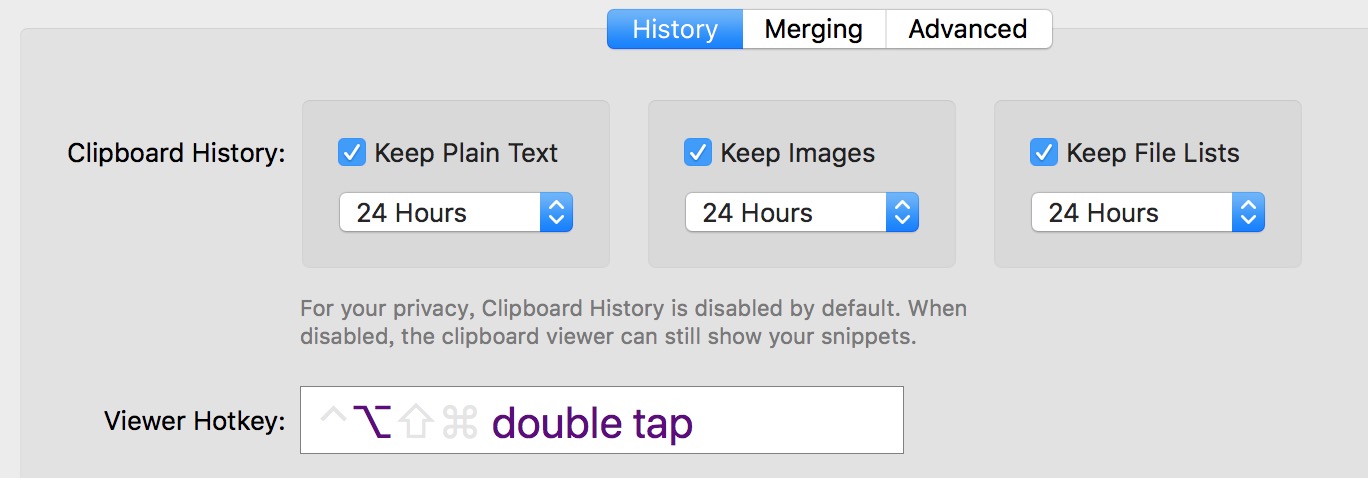 History Merging Advanced
Clipboard History: Keep Plain Text Keep Images Keep File Lists
24 Hours 24 Hours 24 Hours
For your privacy, Clipboard History is disabled by default. When
disabled, the clipboard viewer can still show your snippets.
Viewer Hotkey: ^⌥⇧⌘ double tap